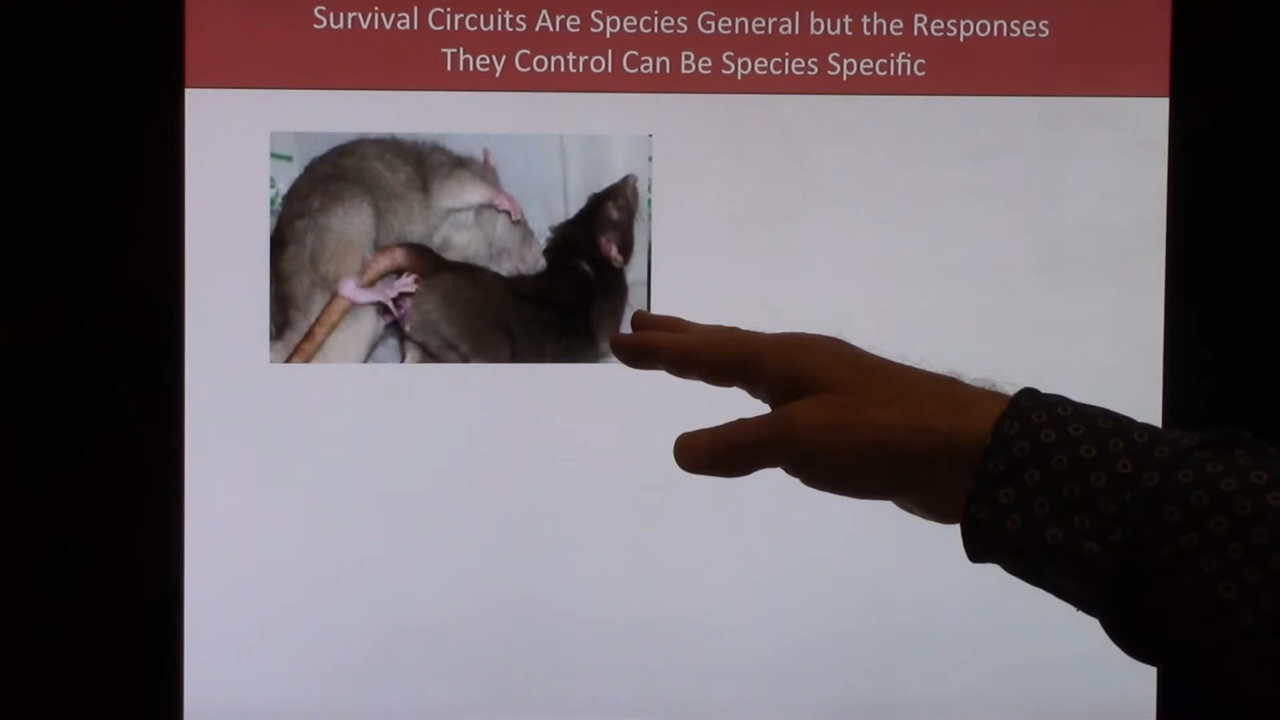 Survival Circuits Are Species General but the Responses
They Control Can Be Species Specific